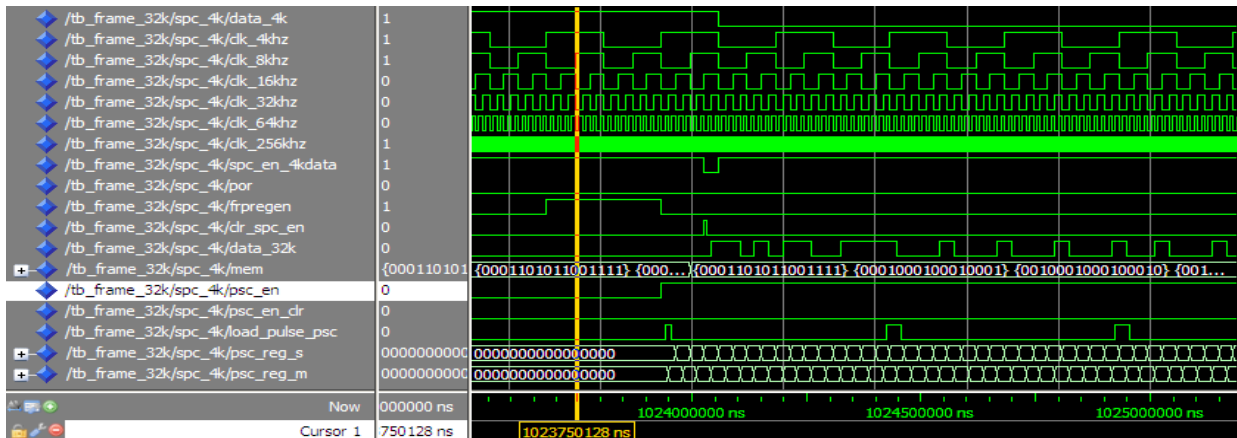 /tb_frame_32k/spc_4k/data_4k 1
/tb_frame_32k/spc_4k/clk_4khz 1
/tb_frame_32k/spc_4k/clk_8khz 1
/tb_frame_32k/spc_4k/clk_16khz 0
/tb_frame_32k/spc_4k/clk_32khz 0
/tb_frame_32k/spc_4k/clk_64khz 0
/tb_frame_32k/spc_4k/clk_256khz 1
/tb_frame_32k/spc_4k/spc_en_4kdata 1
/tb_frame_32k/spc_4k/por 0
/tb_frame_32k/spc_4k/frpregen 1
/tb_frame_32k/spc_4k/clr_spc_en 0
/tb_frame_32k/spc_4k/data_32k 0
/tb_frame_32k/spc_4k/mem {000110101 {0001101011001111} {000... {0001101011001111} {0001000100010001} {0010001000100010} {001...
/tb_frame_32k/spc_4k/psc_en 0
/tb_frame_32k/spc_4k/psc_en_clr 0
/tb_frame_32k/spc_4k/load_pulse_psc 0
/tb_frame_32k/spc_4k/psc_reg_s 0000000000 0000000000000000
/tb_frame_32k/spc_4k/psc_reg_m 0000000000 0000000000000000
Now 000000 ns 1024000000 ns 1024500000 ns 1025000000 ns
Cursor 1 750128 ns 1023750128 ns